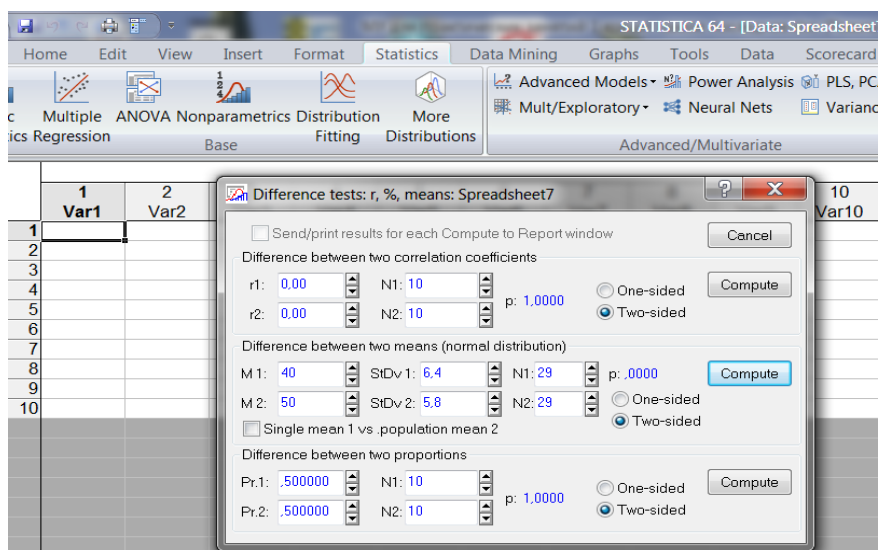 STATISTICA 64 - [Data: Spreadsheet7
Home Edit View Insert Format Statistics Data Mining Graphs Tools Data Scorecard
Multiple Regression
ANOVA
Nonparametrics
Distribution Fitting
More Distributions
Base
Advanced Models
Mult/Exploratory
Power Analysis
Neural Nets
PLS, PC
Varianc
Advanced/Multivariate
1 2 10
Var1 Var2 Var10
1
2
3
4
5
6
7
8
9
10
Difference tests: r, %, means: Spreadsheet7
Send/print results for each Compute to Report window Cancel
Difference between two correlation coefficients
r1: 0,00 N1: 10 p: 1,0000 One-sided Compute
r2: 0,00 N2: 10 Two-sided
Difference between two means (normal distribution)
M 1: 40 StDv 1: 6,4 N1: 29 p: ,0000 Compute
One-sided
M 2: 50 StDv 2: 5,8 N2: 29 Two-sided
Single mean 1 vs .population mean 2
Difference between two proportions
Pr.1: ,500000 N1: 10 p: 1,0000 One-sided Compute
Pr.2: ,500000 N2: 10 Two-sided